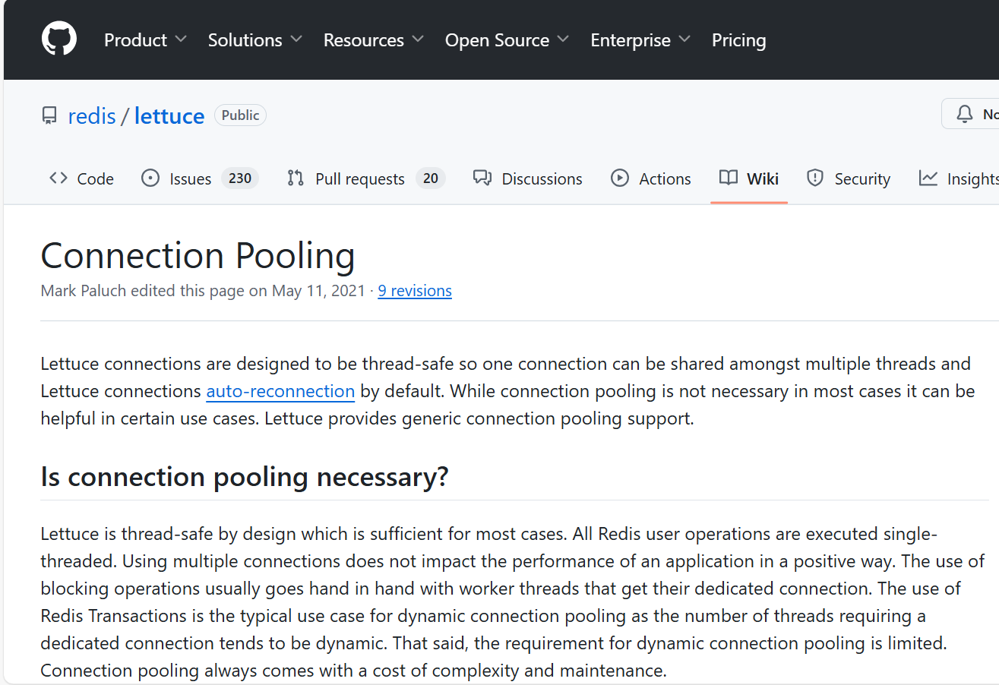 Product Solutions Resources Open Source Enterprise Pricing
redis / lettuce Public
Code Issues 230 Pull requests 20 Discussions Actions Wiki Security Insights
Connection Pooling
Mark Paluch edited this page on May 11, 2021 · 9 revisions
Lettuce connections are designed to be thread-safe so one connection can be shared amongst multiple threads and
Lettuce connections auto-reconnection by default. While connection pooling is not necessary in most cases it can be
helpful in certain use cases. Lettuce provides generic connection pooling support.
Is connection pooling necessary?
Lettuce is thread-safe by design which is sufficient for most cases. All Redis user operations are executed single-
threaded. Using multiple connections does not impact the performance of an application in a positive way. The use of
blocking operations usually goes hand in hand with worker threads that get their dedicated connection. The use of
Redis Transactions is the typical use case for dynamic connection pooling as the number of threads requiring a
dedicated connection tends to be dynamic. That said, the requirement for dynamic connection pooling is limited.
Connection pooling always comes with a cost of complexity and maintenance.